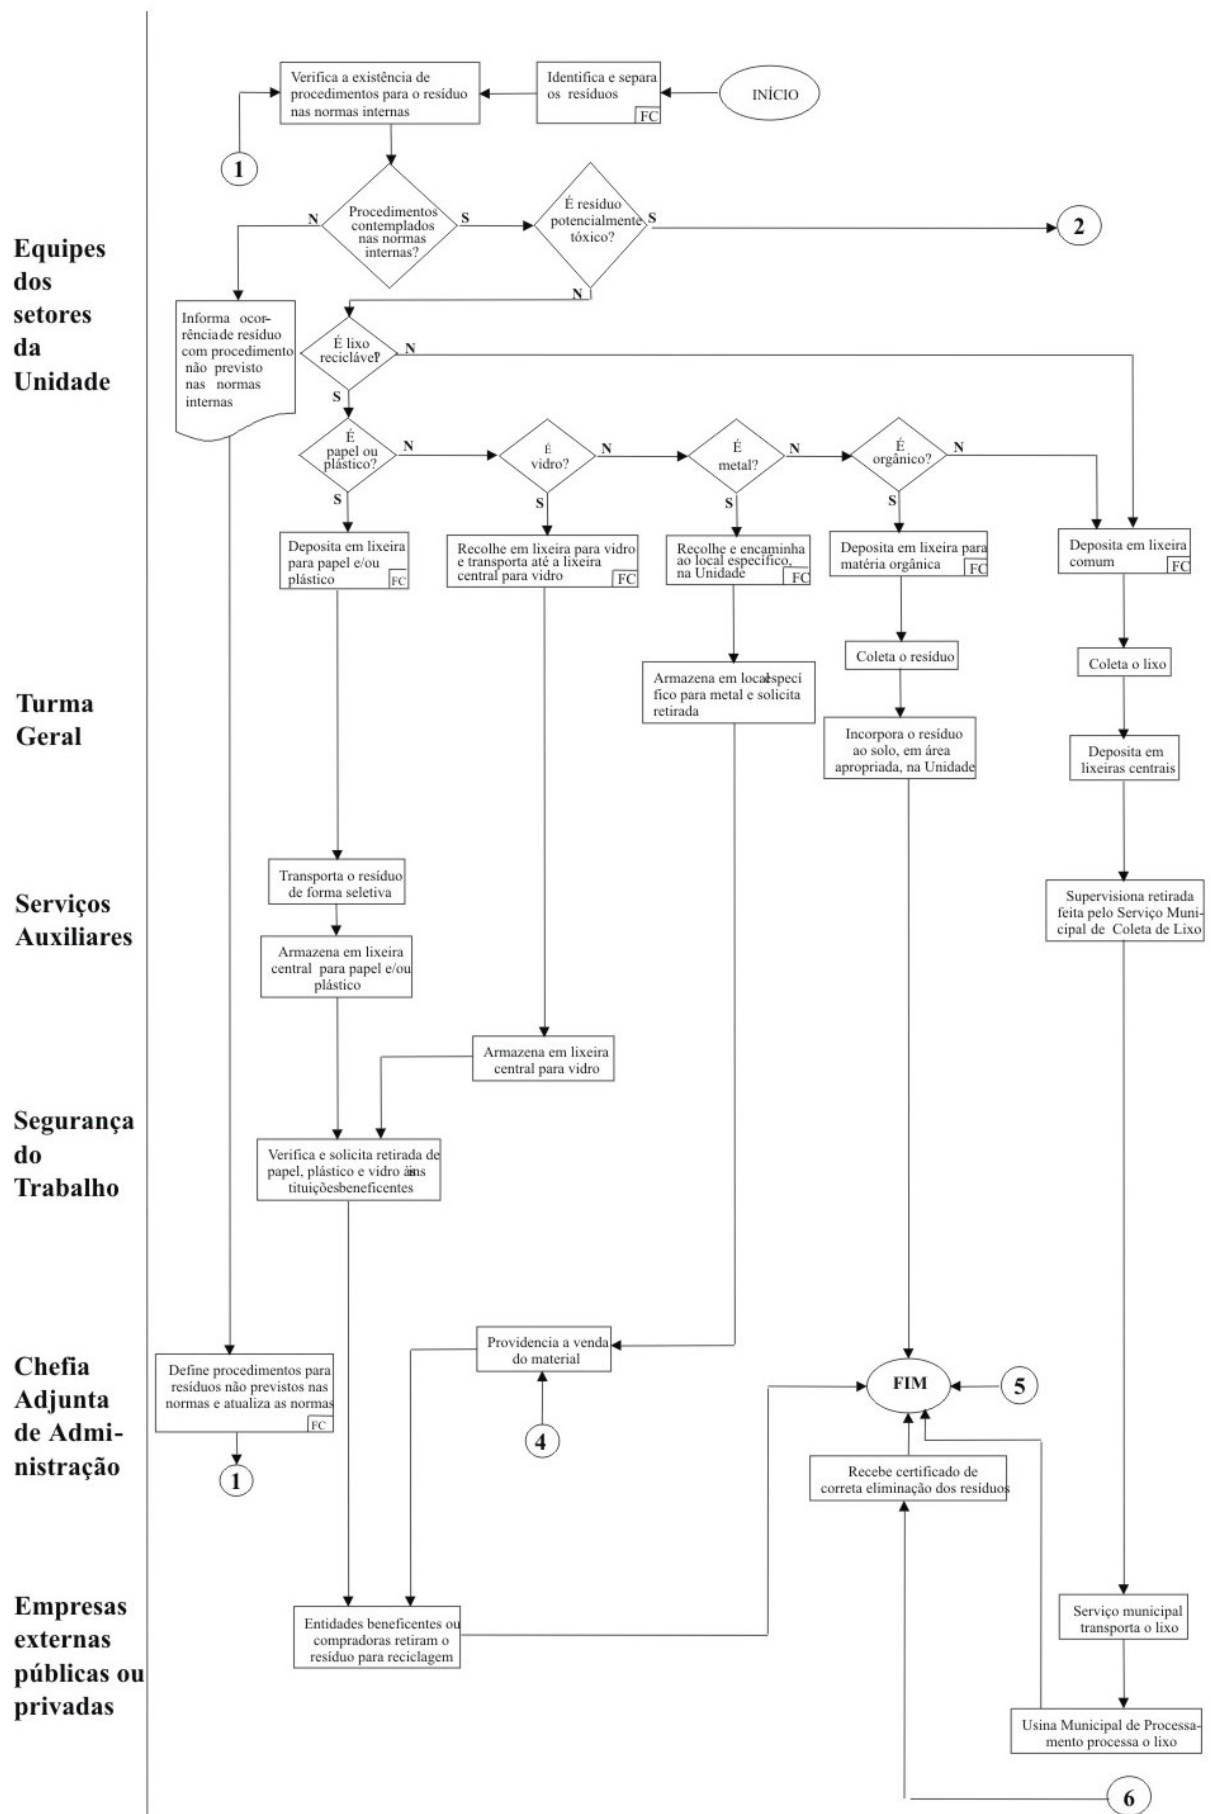 Verifica a existência de
procedimentos para o resíduo
nas normas internas
Identifica e separa
os resíduos
FC
INÍCIO
1
Equipes
dos
setores
da
Unidade
N
Procedimentos
contemplados
nas normas
internas?
S
É resíduo
potencialmente
tóxico?
S
2
N
Informa ocor-
rência de resíduo
com procedimento
não previsto
nas normas
internas
É lixo
reciclável?
N
S
É
papel ou
plástico?
N
É
vidro?
N
É
metal?
N
É
orgânico?
N
S
S
S
S
Deposita em lixeira
para papel e/ou
plástico
FC
Recolhe em lixeira para vidro
e transporta até a lixeira
central para vidro
FC
Recolhe e encaminha
ao local específico,
na Unidade
FC
Deposita em lixeira para
matéria orgânica
FC
Deposita em lixeira
comum
FC
Turma
Geral
Armazena em local especí
fico para metal e solicita
retirada
Coleta o resíduo
Incorpora o resíduo
ao solo, em área
apropriada, na Unidade
Coleta o lixo
Deposita em
lixeiras centrais
Serviços
Auxiliares
Transporta o resíduo
de forma seletiva
Armazena em lixeira
central para papel e/ou
plástico
Supervisiona retirada
feita pelo Serviço Muni-
cipal de Coleta de Lixo
Armazena em lixeira
central para vidro
Segurança
do
Trabalho
Verifica e solicita retirada de
papel, plástico e vidro às ins
tituições beneficentes
Chefia
Adjunta
de Admi-
nistração
Define procedimentos para
resíduos não previstos nas
normas e atualiza as normas
FC
1
Providencia a venda
do material
4
FIM
5
Recebe certificado de
correta eliminação dos resíduos
Empresas
externas
públicas ou
privadas
Entidades beneficentes ou
compradoras retiram o
resíduo para reciclagem
Serviço municipal
transporta o lixo
Usina Municipal de Processa-
mento processa o lixo
6